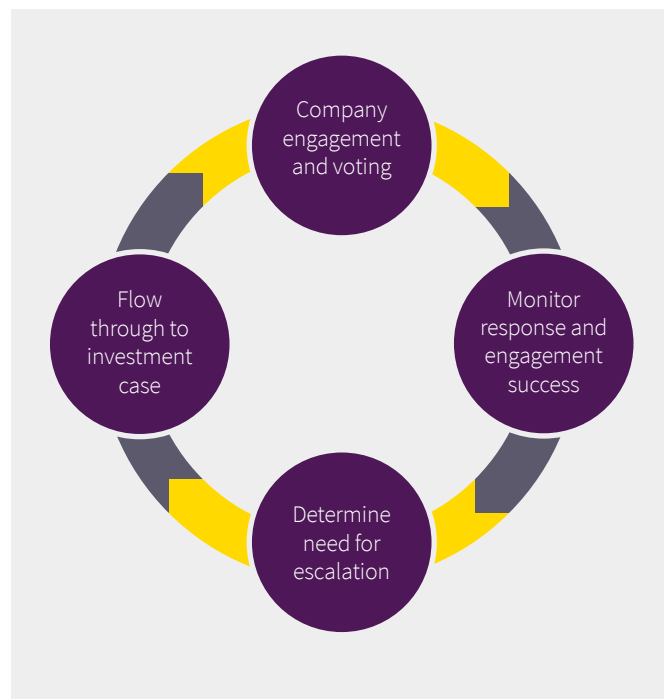 Company
engagement
and voting
Flow
through to
investment
case
Monitor
response and
engagement
success
Determine
need for
escalation